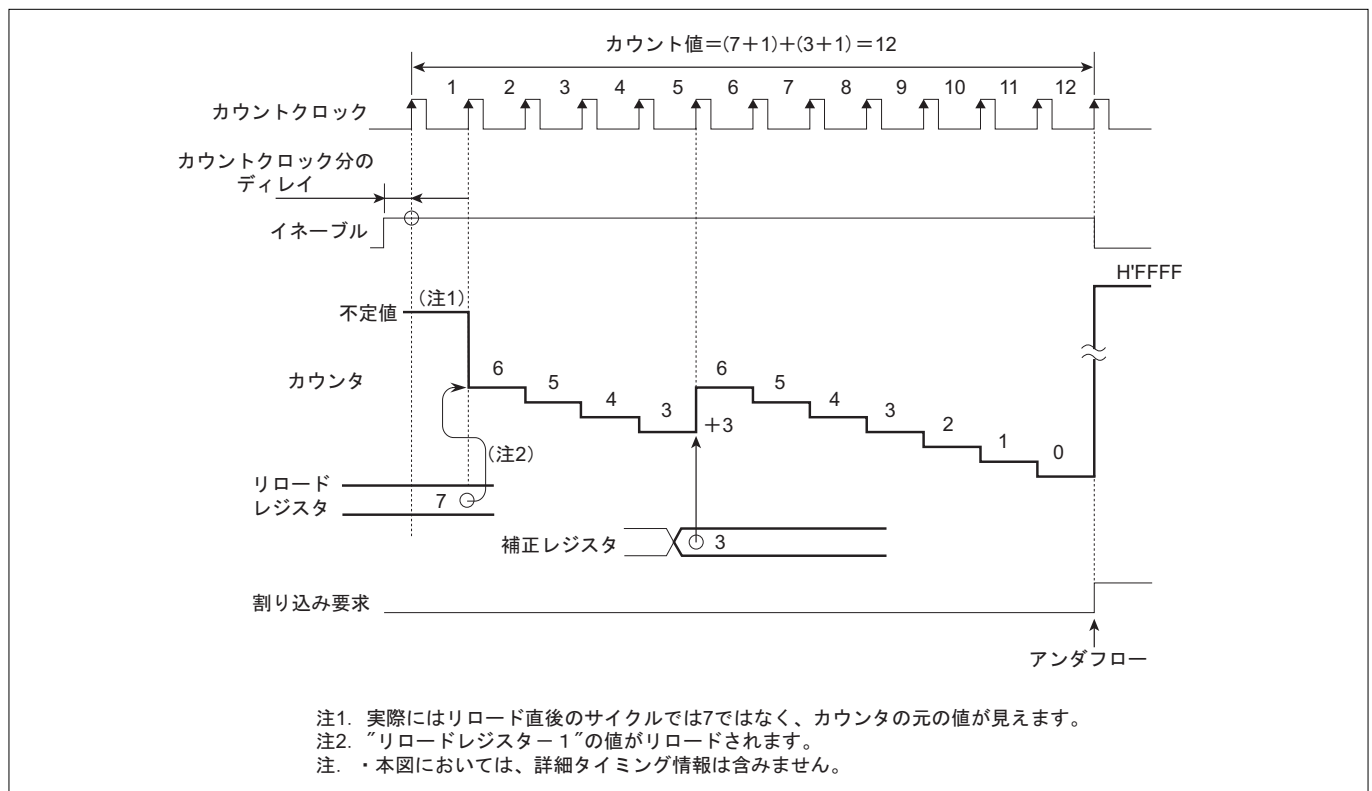 カウント値=(7+1)+(3+1)=12
1 2 3 4 5 6 7 8 9 10 11 12
カウントクロック
カウントクロック分の
ディレイ
イネーブル
H'FFFF
不定値
(注1)
カウンタ
6 5 4 3 +3 6 5 4 3 2 1 0
(注2)
リロード
レジスタ
7
補正レジスタ
3
割り込み要求
アンダフロー
注1. 実際にはリロード直後のサイクルでは7ではなく、カウンタの元の値が見えます。
注2. ″リロードレジスタ-1″の値がリロードされます。
注. ・本図においては、詳細タイミング情報は含みません。